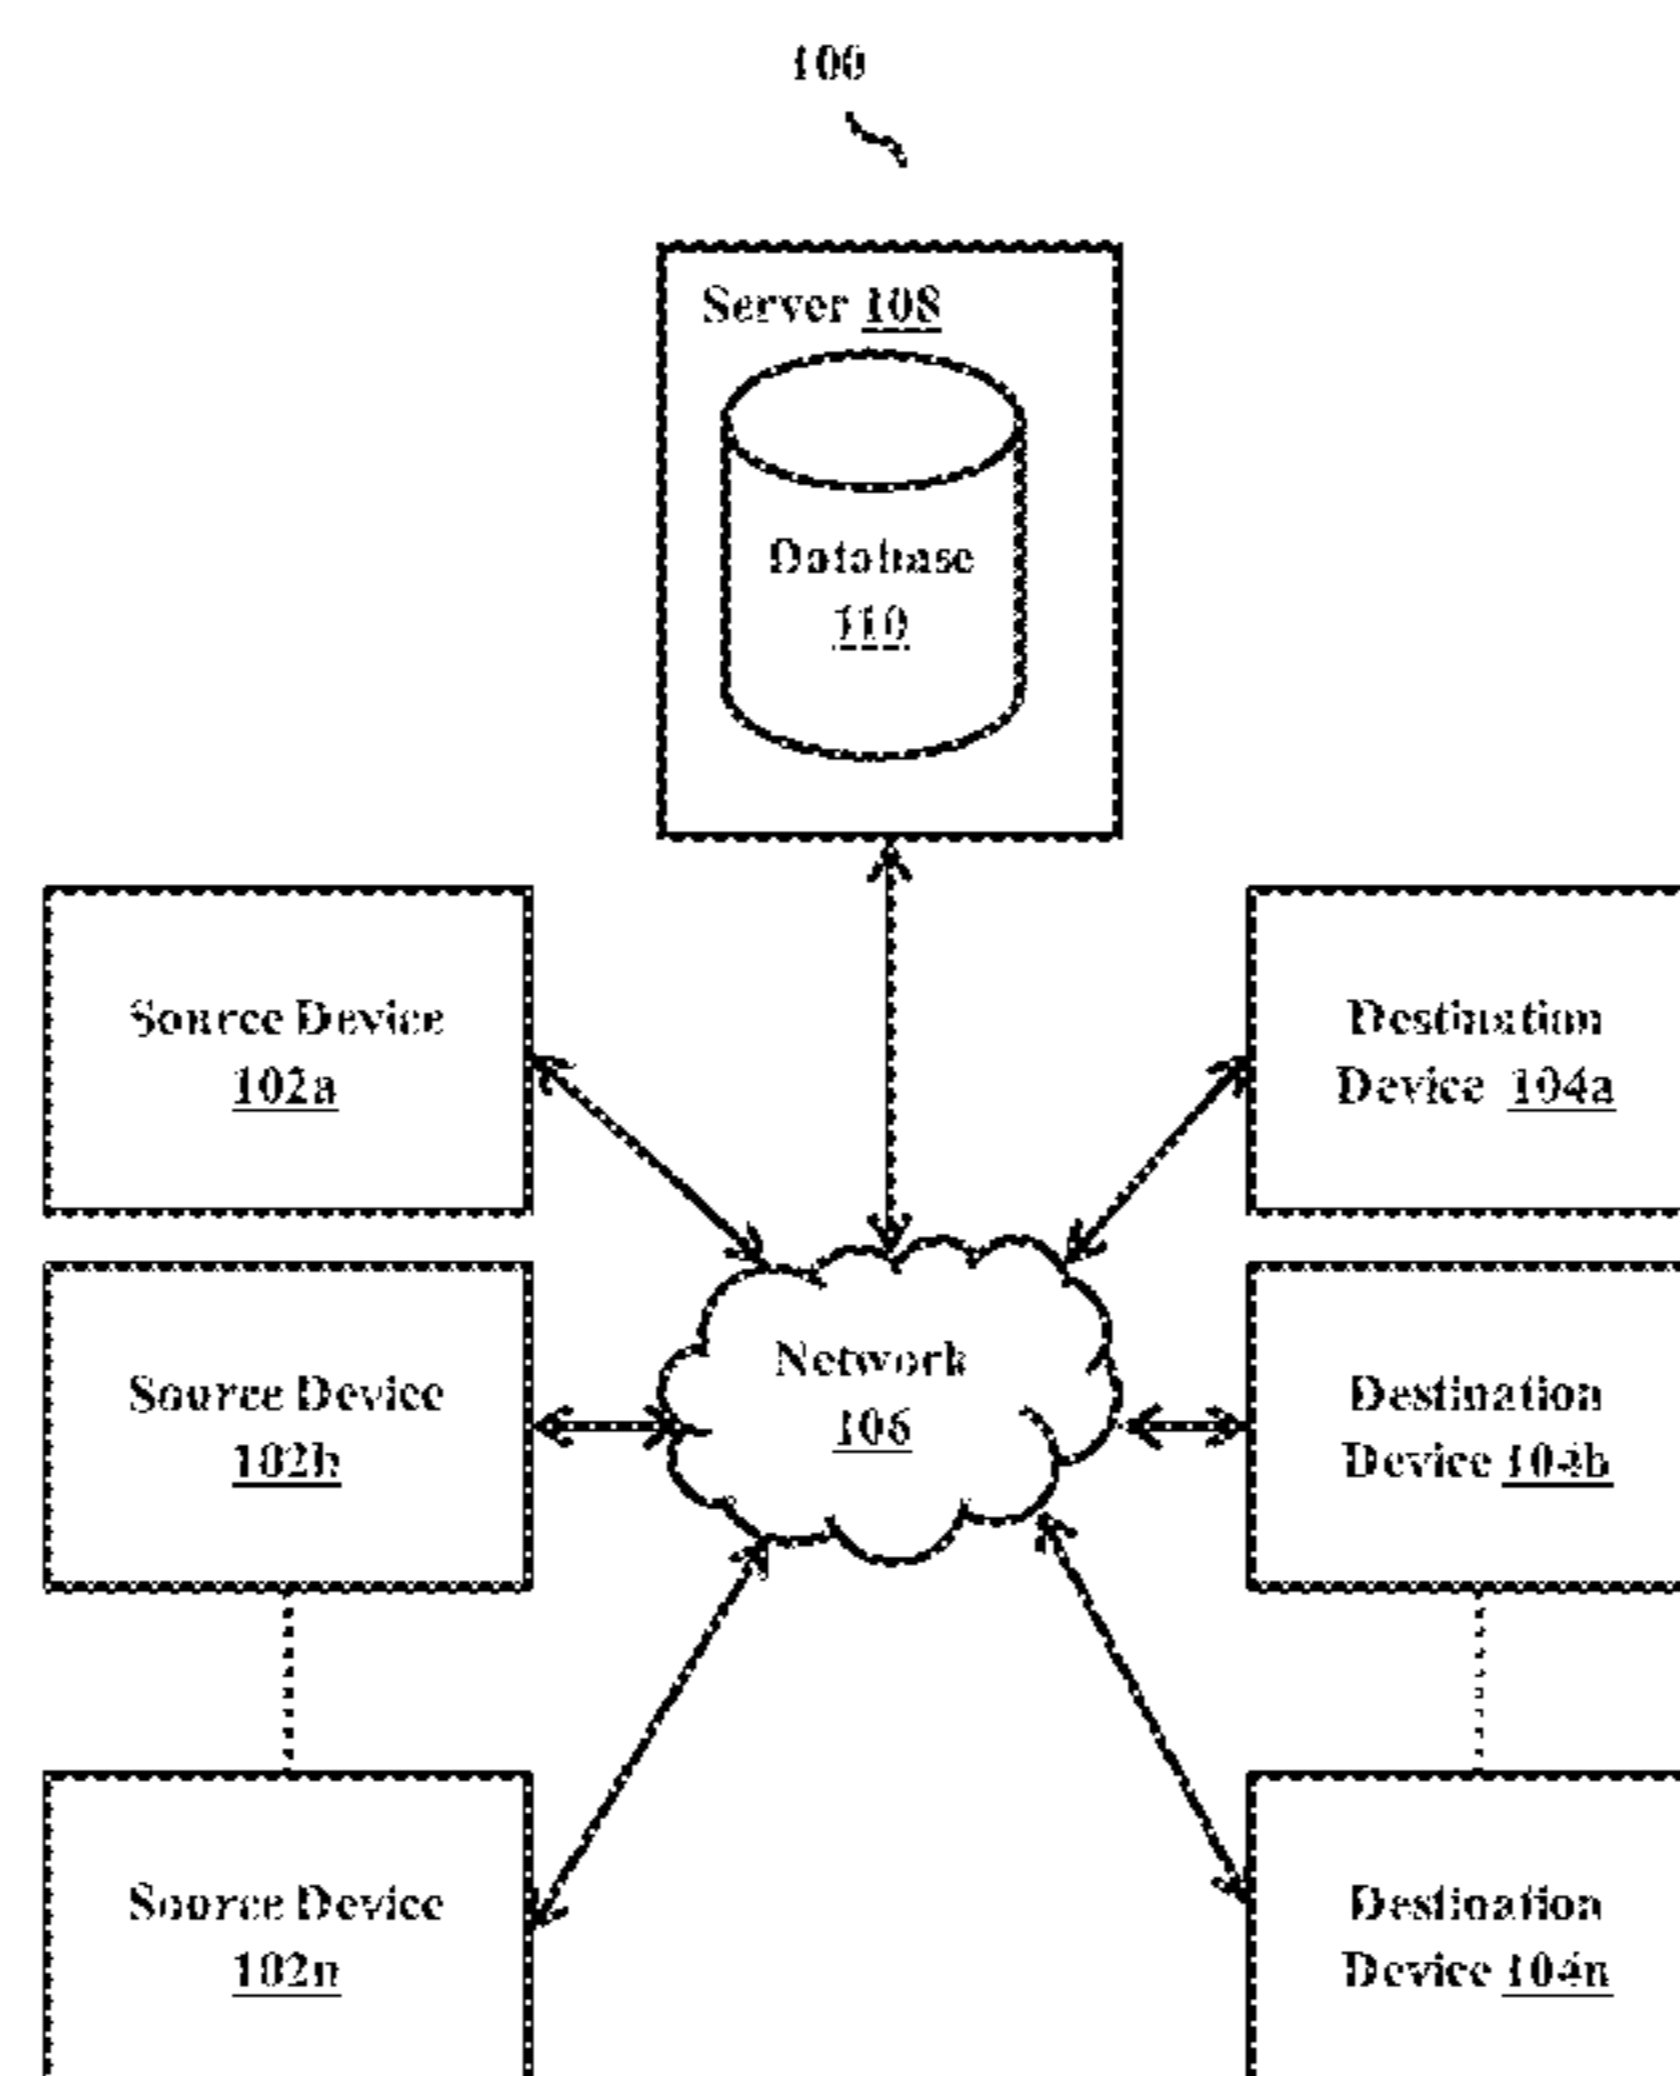 100
Server 108
Database
110
Source Device
102a
Destination
Device 104a
Network
106
Source Device
102b
Destination
Device 104b
Source Device
102n
Destination
Device 104n